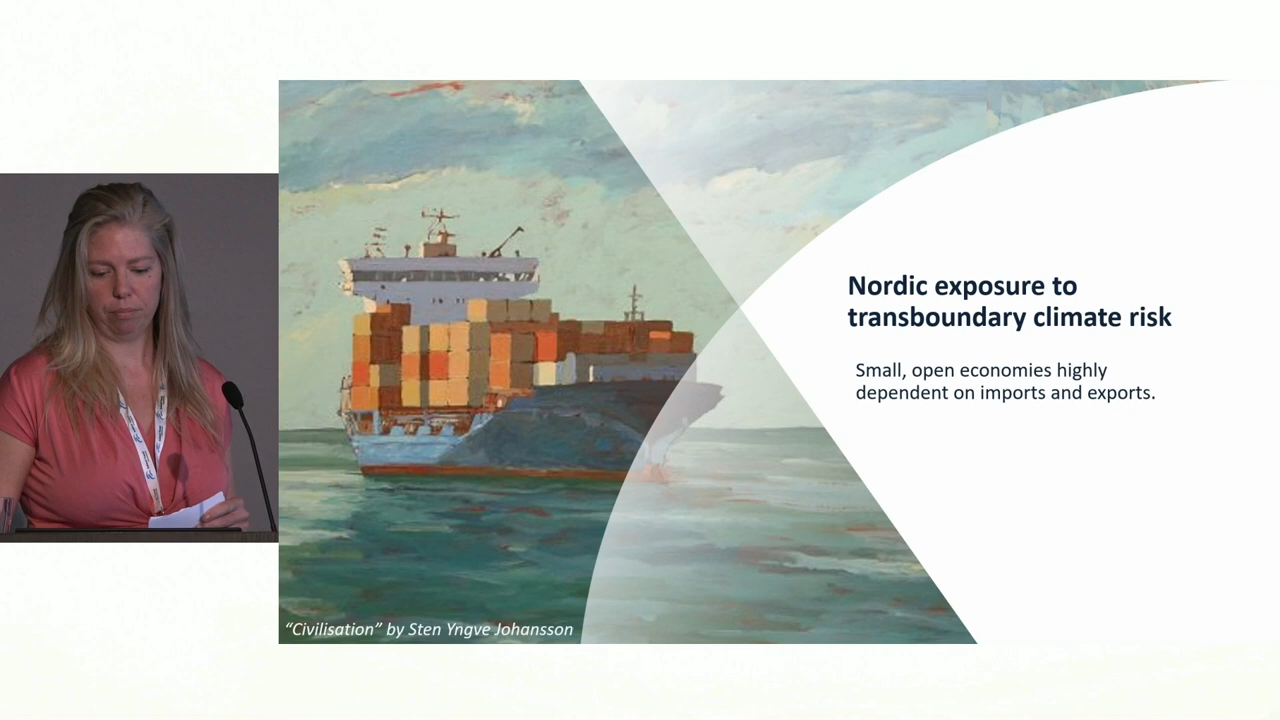 Nordic exposure to
transboundary climate risk
Small, open economies highly
dependent on imports and exports.
“Civilisation” by Sten Yngve Johansson